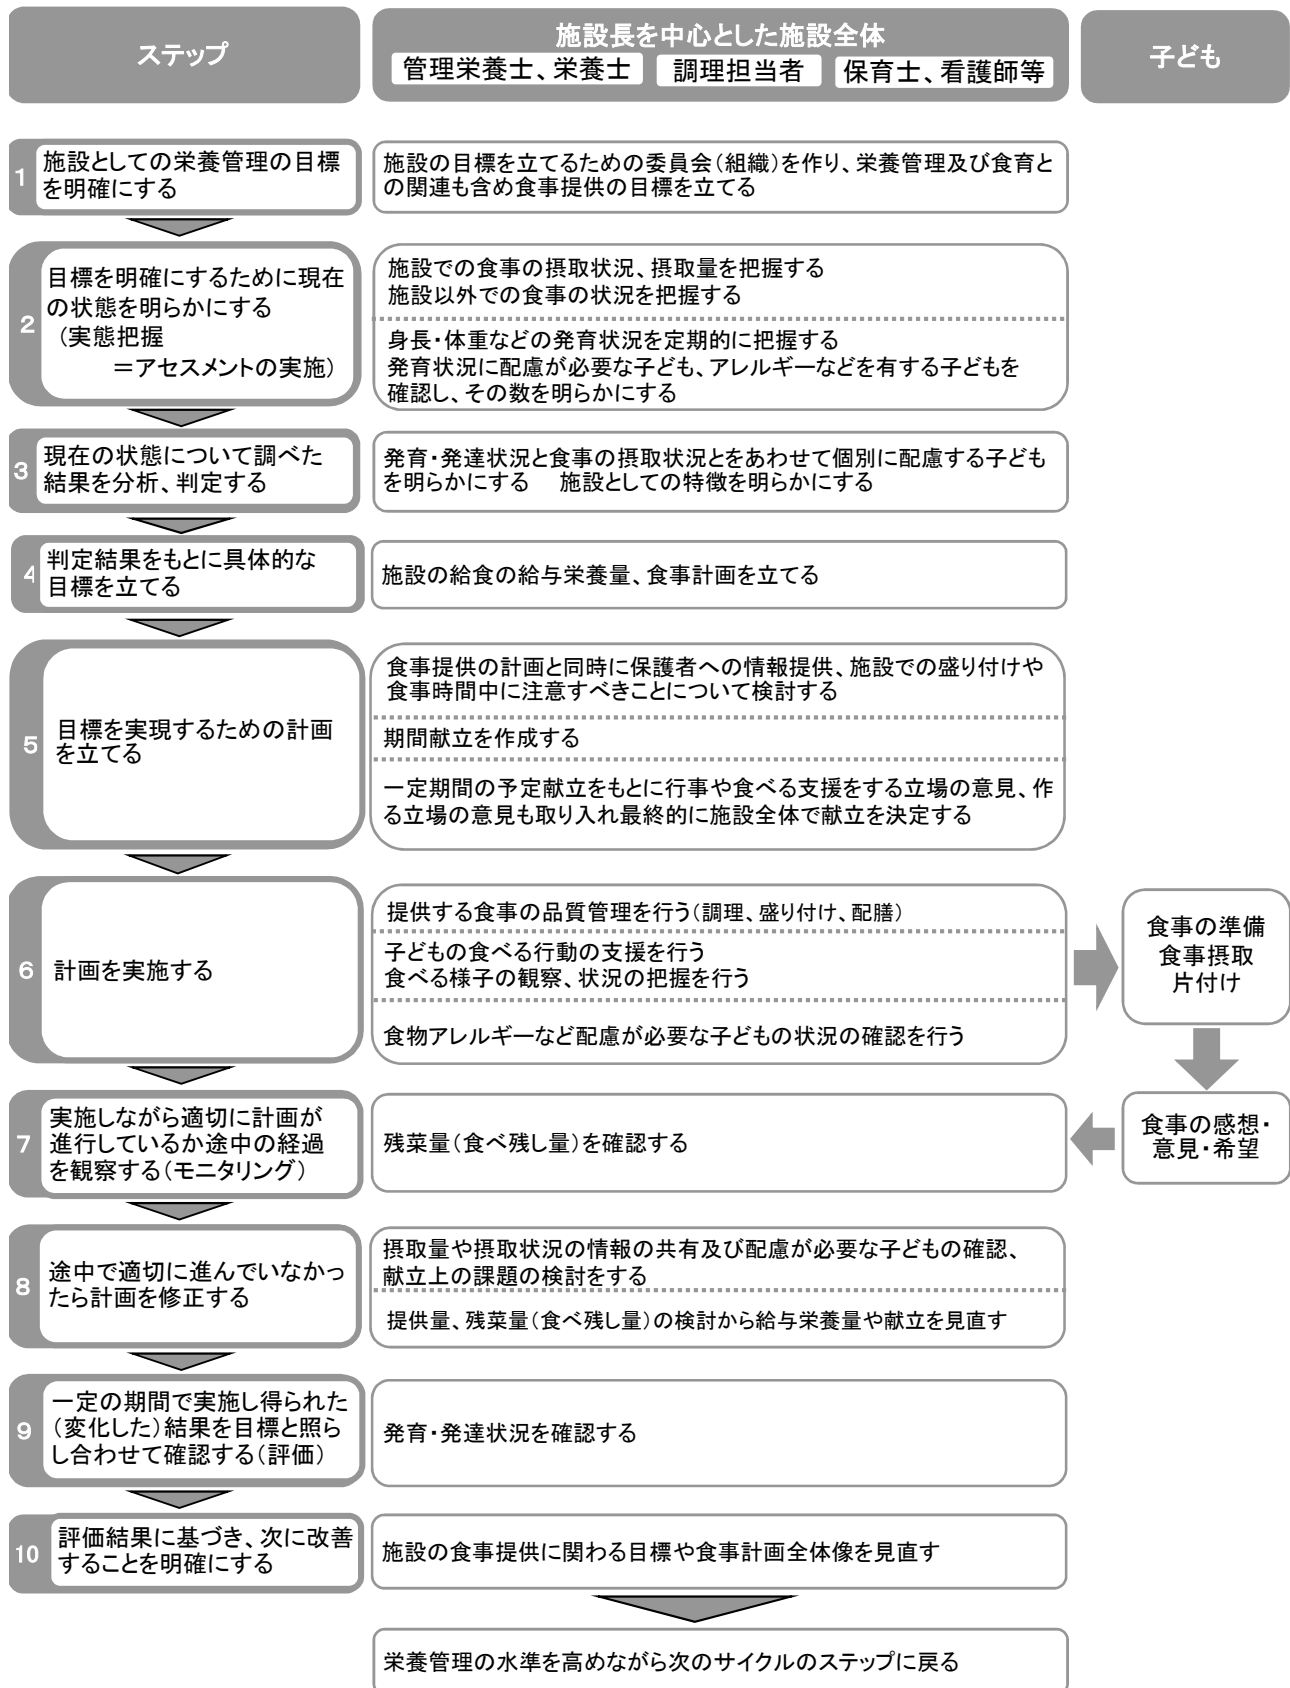 ステップ
施設長を中心とした施設全体
管理栄養士、栄養士
調理担当者
保育士、看護師等
子ども
1
施設としての栄養管理の目標
を明確にする
施設の目標を立てるための委員会（組織）を作り、栄養管理及び食育と
の関連も含め食事提供の目標を立てる
2
目標を明確にするために現在
の状態を明らかにする
（実態把握
＝アセスメントの実施）
施設での食事の摂取状況、摂取量を把握する
施設以外での食事の状況を把握する
身長・体重などの発育状況を定期的に把握する
発育状況に配慮が必要な子ども、アレルギーなどを有する子どもを
確認し、その数を明らかにする
3
現在の状態について調べた
結果を分析、判定する
発育・発達状況と食事の摂取状況とをあわせて個別に配慮する子ども
を明らかにする　施設としての特徴を明らかにする
4
判定結果をもとに具体的な
目標を立てる
施設の給食の給与栄養量、食事計画を立てる
5
目標を実現するための計画
を立てる
食事提供の計画と同時に保護者への情報提供、施設での盛り付けや
食事時間中に注意すべきことについて検討する
期間献立を作成する
一定期間の予定献立をもとに行事や食べる支援をする立場の意見、作
る立場の意見も取り入れ最終的に施設全体で献立を決定する
6
計画を実施する
提供する食事の品質管理を行う（調理、盛り付け、配膳）
子どもの食べる行動の支援を行う
食べる様子の観察、状況の把握を行う
食物アレルギーなど配慮が必要な子どもの状況の確認を行う
食事の準備
食事摂取
片付け
7
実施しながら適切に計画が
進行しているか途中の経過
を観察する（モニタリング）
残菜量（食べ残し量）を確認する
食事の感想・
意見・希望
8
途中で適切に進んでいなかっ
たら計画を修正する
摂取量や摂取状況の情報の共有及び配慮が必要な子どもの確認、
献立上の課題の検討をする
提供量、残菜量（食べ残し量）の検討から給与栄養量や献立を見直す
9
一定の期間で実施し得られた
（変化した）結果を目標と照ら
し合わせて確認する（評価）
発育・発達状況を確認する
10
評価結果に基づき、次に改善
することを明確にする
施設の食事提供に関わる目標や食事計画全体像を見直す
栄養管理の水準を高めながら次のサイクルのステップに戻る